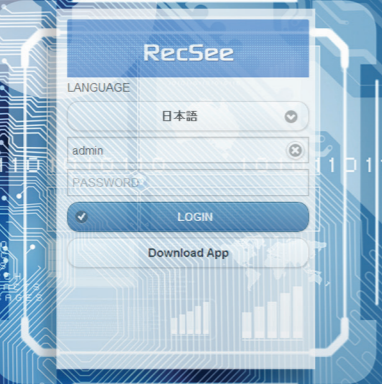 RecSee
LANGUAGE
日本語
admin
PASSWORD
LOGIN
Download App